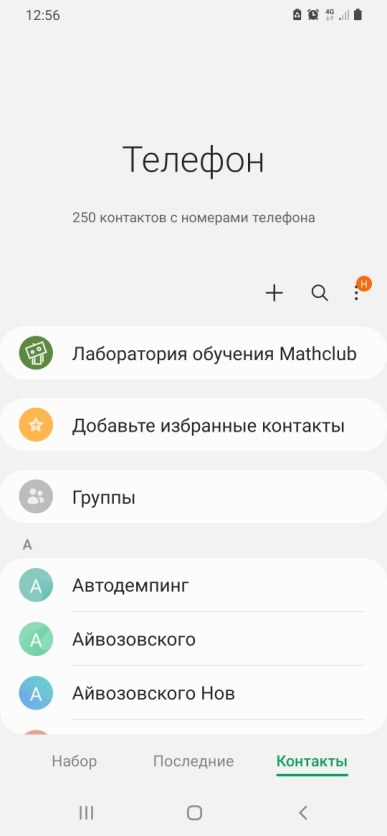 12:56
4G
Телефон
250 контактов с номерами телефона
Н
Лаборатория обучения Mathclub
Добавьте избранные контакты
Группы
А
А Автодемпинг
А Айвозовского
А Айвозовского Нов
Набор Последние Контакты